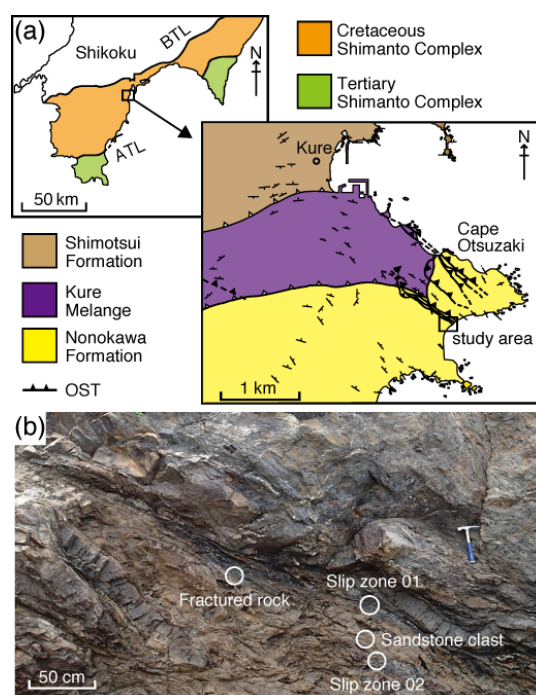 (a)
Shikoku
BTL
N
ATL
50 km
Cretaceous
Shimanto Complex
Tertiary
Shimanto Complex
Kure
N
Cape
Otsuzaki
study area
1 km
Shimotsui
Formation
Kure
Melange
Nonokawa
Formation
OST
(b)
Slip zone 01
Fractured rock
Sandstone clast
Slip zone 02
50 cm